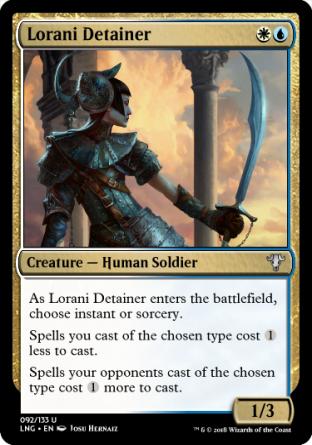 Lorani Detainer
Creature — Human Soldier
As Lorani Detainer enters the battlefield,
choose instant or sorcery.
Spells you cast of the chosen type cost 1
less to cast.
Spells your opponents cast of the chosen
type cost 1 more to cast.
1/3
092/133 U
LNG • EN Josu Hernaiz
™ & © 2018 Wizards of the Coast